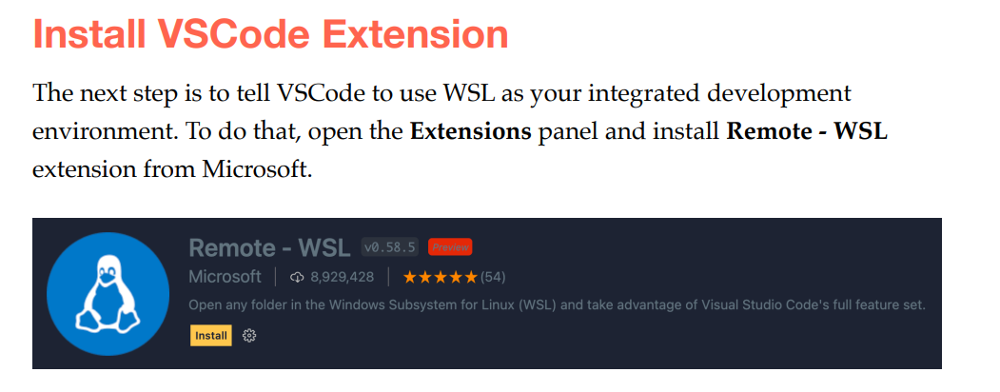 Install VSCode Extension
The next step is to tell VSCode to use WSL as your integrated development
environment. To do that, open the Extensions panel and install Remote - WSL
extension from Microsoft.
Remote - WSL v0.58.5 Preview
Microsoft 8,929,428 ★★★★★(54)
Open any folder in the Windows Subsystem for Linux (WSL) and take advantage of Visual Studio Code's full feature set.
Install